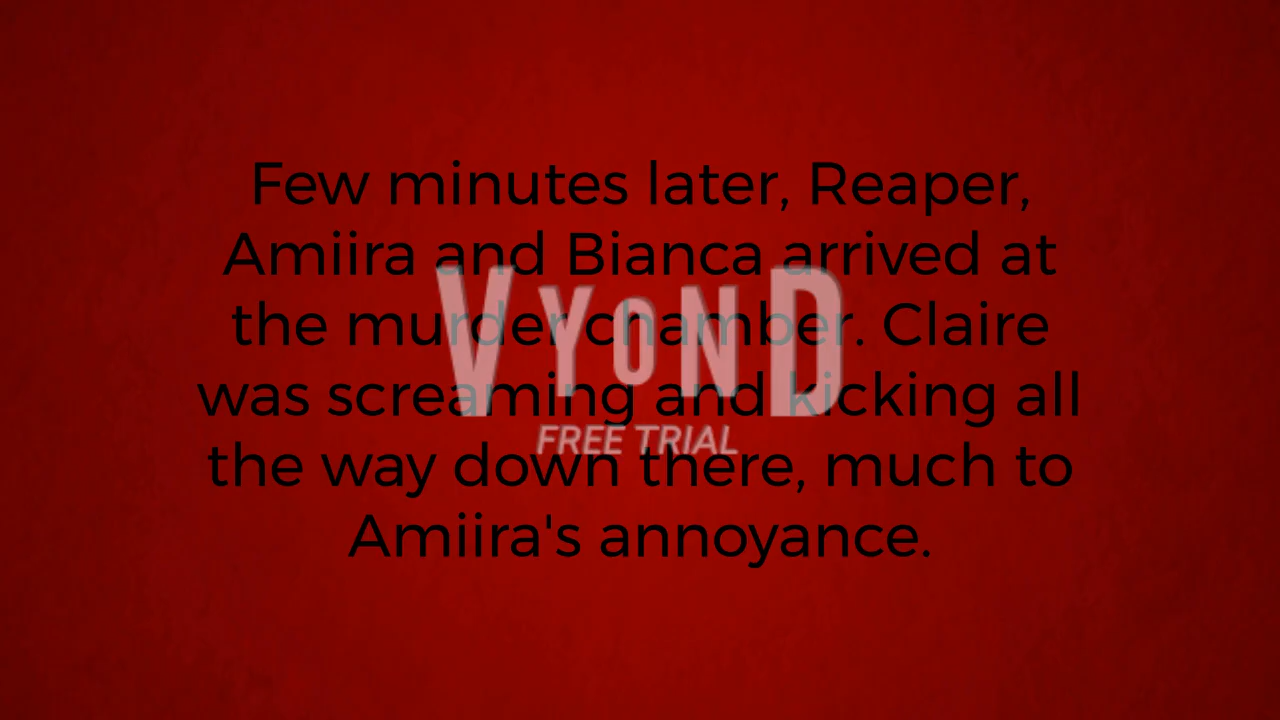 Few minutes later, Reaper,
Amiira and Bianca arrived at
the murder chamber. Claire
was screaming and kicking all
the way down there, much to
Amiira's annoyance.
VYOND
FREE TRIAL